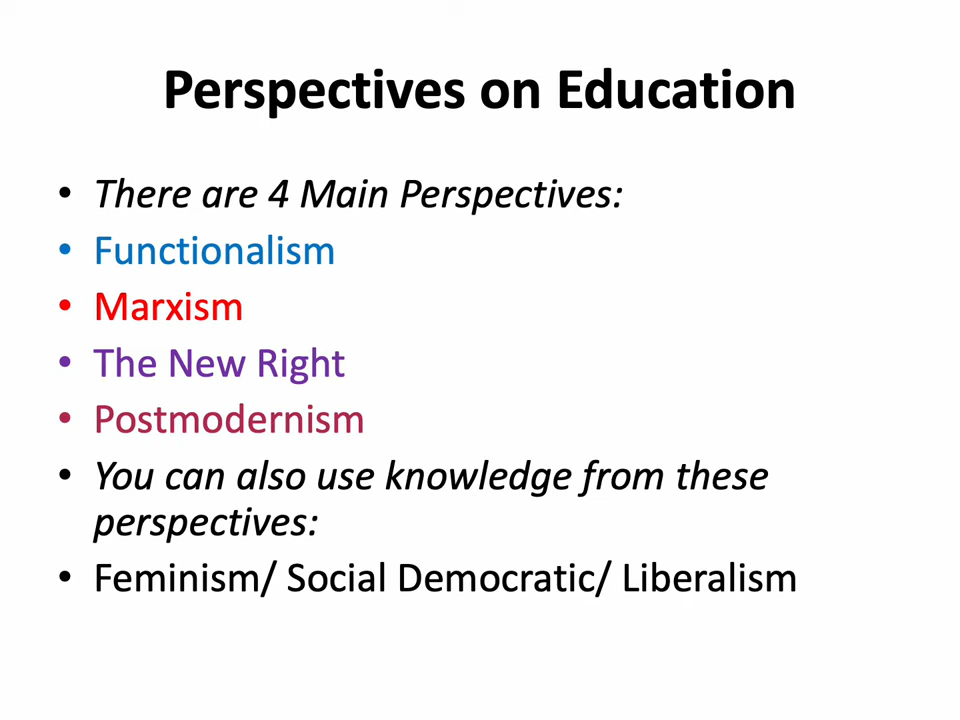 Perspectives on Education
• There are 4 Main Perspectives:
• Functionalism
• Marxism
• The New Right
• Postmodernism
• You can also use knowledge from these
perspectives:
• Feminism/ Social Democratic/ Liberalism